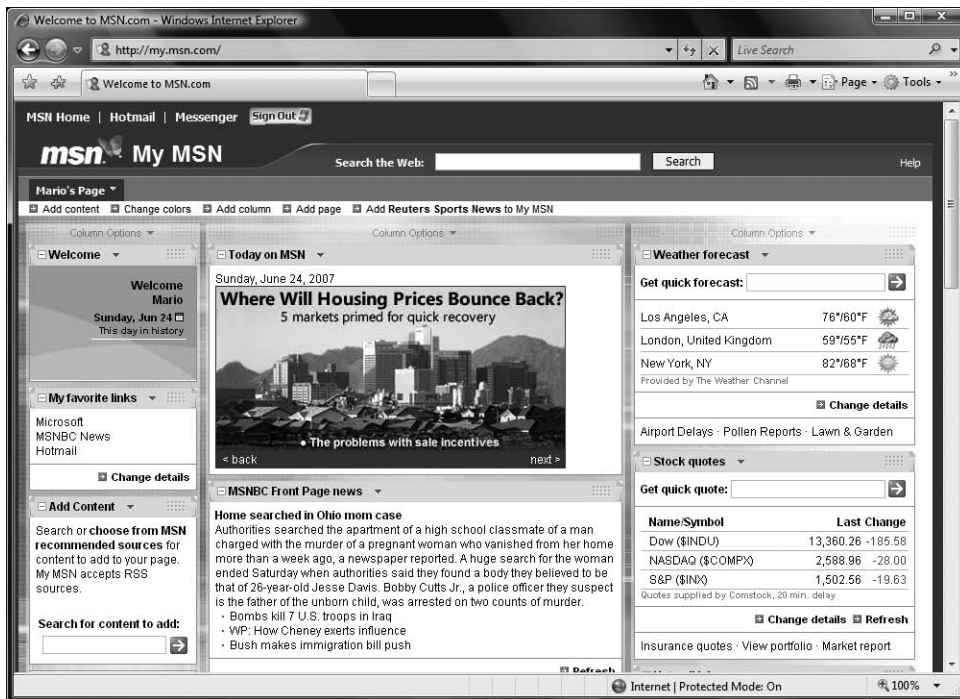 Welcome to MSN.com - Windows Internet Explorer
http://my.msn.com/
Live Search
Welcome to MSN.com
Page
Tools
MSN Home | Hotmail | Messenger Sign Out
msn My MSN
Search the Web:
Search
Help
Mario's Page
Add content Change colors Add column Add page Add Reuters Sports News to My MSN
Column Options
Welcome
Welcome
Mario
Sunday, Jun 24
This day in history
My favorite links
Microsoft
MSNBC News
Hotmail
Change details
Add Content
Search or choose from MSN
recommended sources for
content to add to your page.
My MSN accepts RSS
sources.
Search for content to add:
Column Options
Today on MSN
Sunday, June 24, 2007
Where Will Housing Prices Bounce Back?
5 markets primed for quick recovery
• The problems with sale incentives
< back
next >
MSNBC Front Page news
Home searched in Ohio mom case
Authorities searched the apartment of a high school classmate of a man
charged with the murder of a pregnant woman who vanished from her home
more than a week ago, a newspaper reported. A huge search for the woman
ended Saturday when authorities said they found a body they believed to be
that of 26-year-old Jesse Davis. Bobby Cutts Jr., a police officer they suspect
is the father of the unborn child, was arrested on two counts of murder.
· Bombs kill 7 U.S. troops in Iraq
· WP: How Cheney exerts influence
· Bush makes immigration bill push
Refresh
Column Options
Weather forecast
Get quick forecast:
Los Angeles, CA 76°/60°F
London, United Kingdom 59°/55°F
New York, NY 82°/68°F
Provided by The Weather Channel
Change details
Airport Delays · Pollen Reports · Lawn & Garden
Stock quotes
Get quick quote:
Name/Symbol Last Change
Dow ($INDU) 13,360.26 -185.58
NASDAQ ($COMPX) 2,588.96 -28.00
S&P ($INX) 1,502.56 -19.63
Quotes supplied by Comstock, 20 min. delay
Change details Refresh
Insurance quotes · View portfolio · Market report
Internet | Protected Mode: On
100%